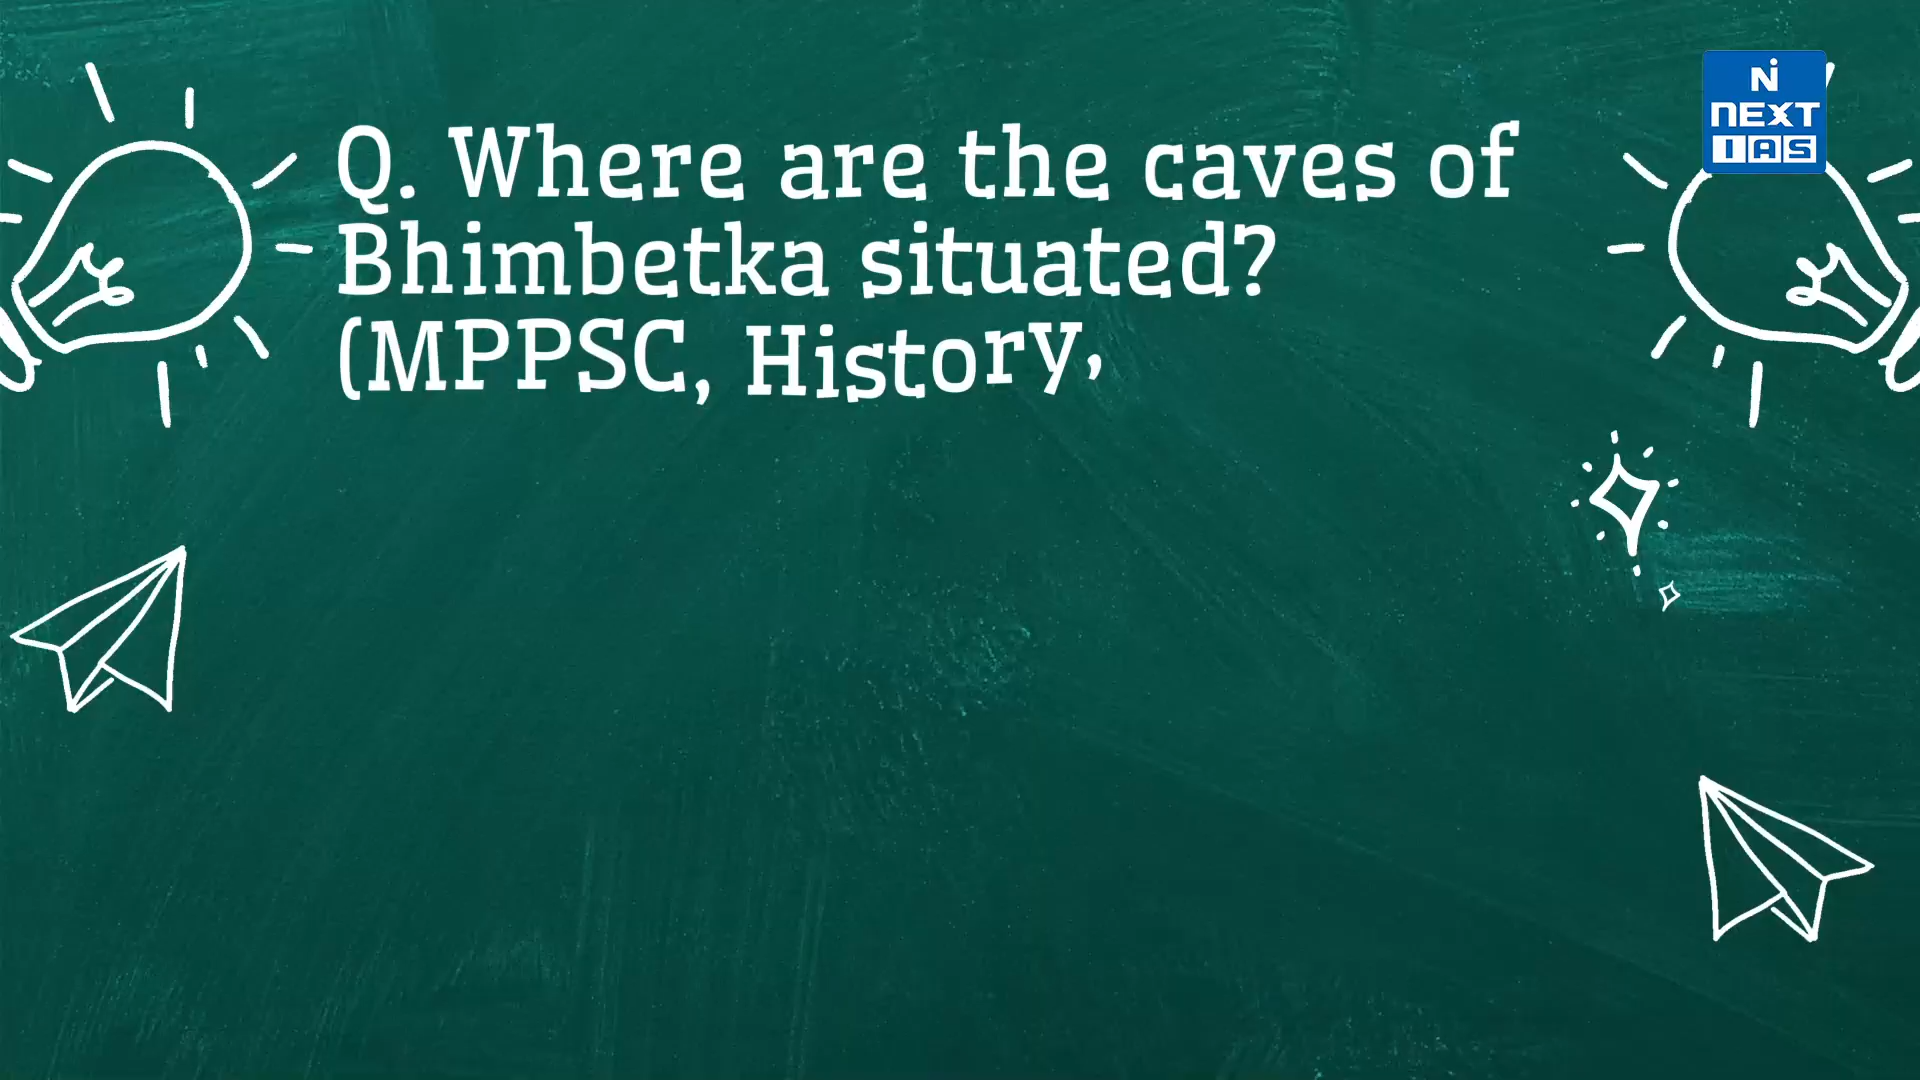 Q. Where are the caves of
Bhimbetka situated?
(MPPSC, History,
N
NEXT
IAS